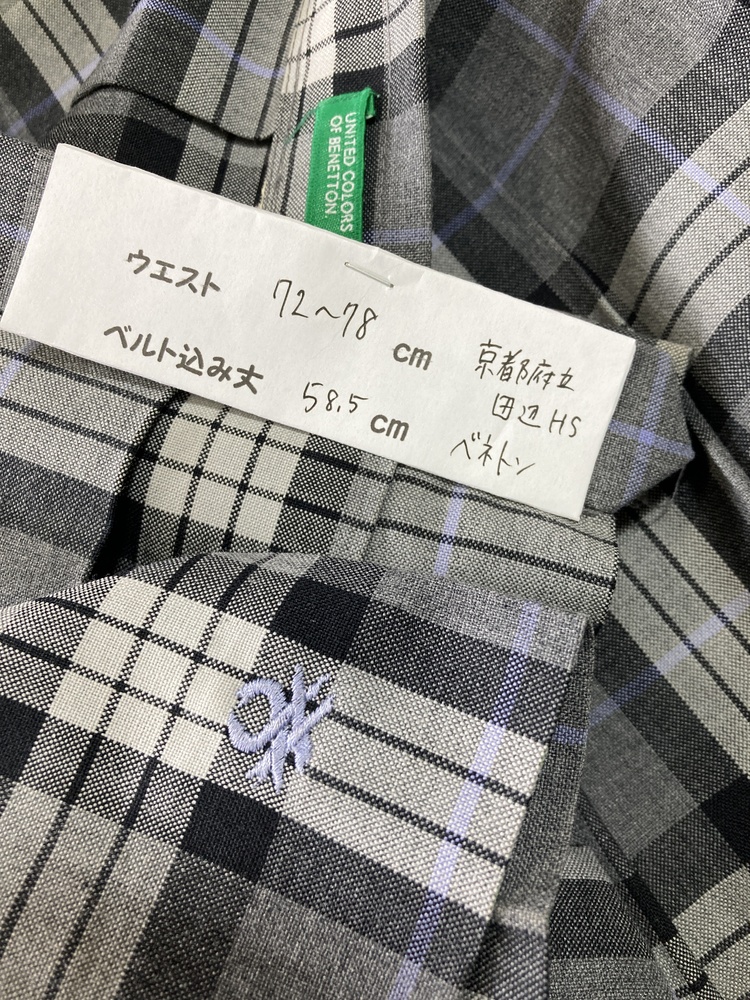 UNITED COLORS
OF BENETTON.
ウエスト 72~78 cm
ベルト込み丈 58.5 cm
京都府立
田辺HS
ベネトン